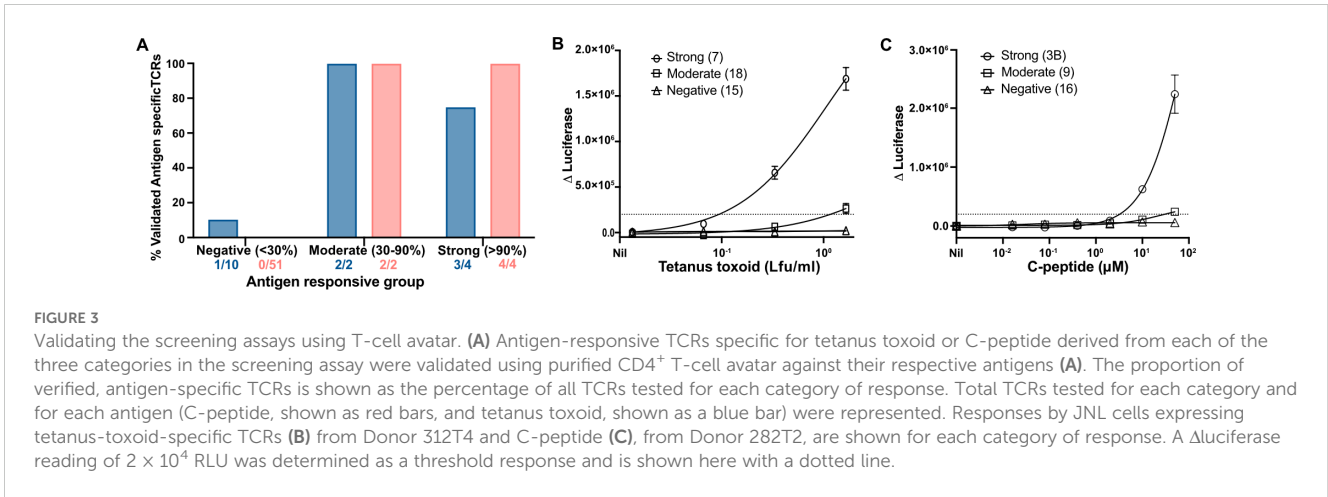 A
% Validated Antigen specificTCRs
100
80
60
40
20
0
Negative (<30%) Moderate (30-90%) Strong (>90%)
1/10 0/51 2/2 2/2 3/4 4/4
Antigen responsive group
B
Δ Luciferase
2.0×10⁶
1.5×10⁶
1.0×10⁶
5.0×10⁵
0.0
Strong (7)
Moderate (18)
Negative (15)
Nil 10⁻¹ 10⁰
Tetanus toxoid (Lfu/ml)
C
Δ Luciferase
3.0×10⁶
2.0×10⁶
1.0×10⁶
0.0
Strong (3B)
Moderate (9)
Negative (16)
Nil 10⁻² 10⁻¹ 10⁰ 10¹ 10²
C-peptide (µM)
FIGURE 3
Validating the screening assays using T-cell avatar. (A) Antigen-responsive TCRs specific for tetanus toxoid or C-peptide derived from each of the
three categories in the screening assay were validated using purified CD4⁺ T-cell avatar against their respective antigens (A). The proportion of
verified, antigen-specific TCRs is shown as the percentage of all TCRs tested for each category of response. Total TCRs tested for each category and
for each antigen (C-peptide, shown as red bars, and tetanus toxoid, shown as a blue bar) were represented. Responses by JNL cells expressing
tetanus-toxoid-specific TCRs (B) from Donor 312T4 and C-peptide (C), from Donor 282T2, are shown for each category of response. A Δluciferase
reading of 2 × 10⁴ RLU was determined as a threshold response and is shown here with a dotted line.